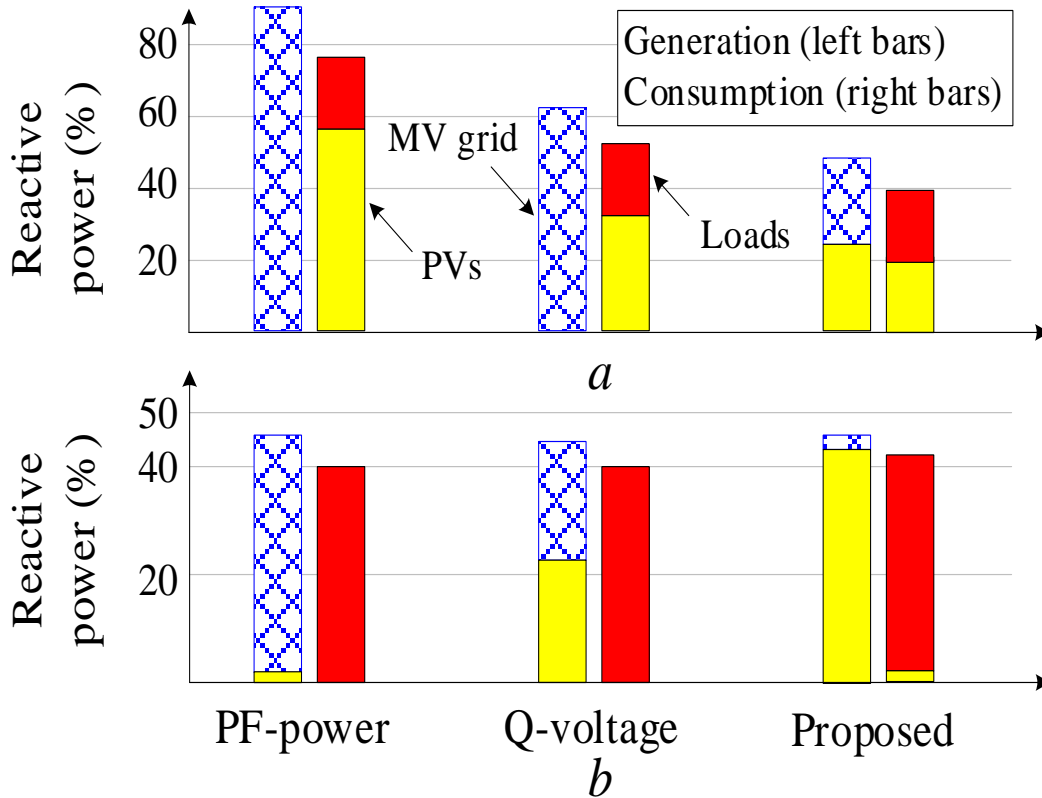 Reactive
power (%)
80
60
40
20
Generation (left bars)
Consumption (right bars)
MV grid
PVs
Loads
a
Reactive
power (%)
50
40
20
PF-power
Q-voltage
Proposed
b